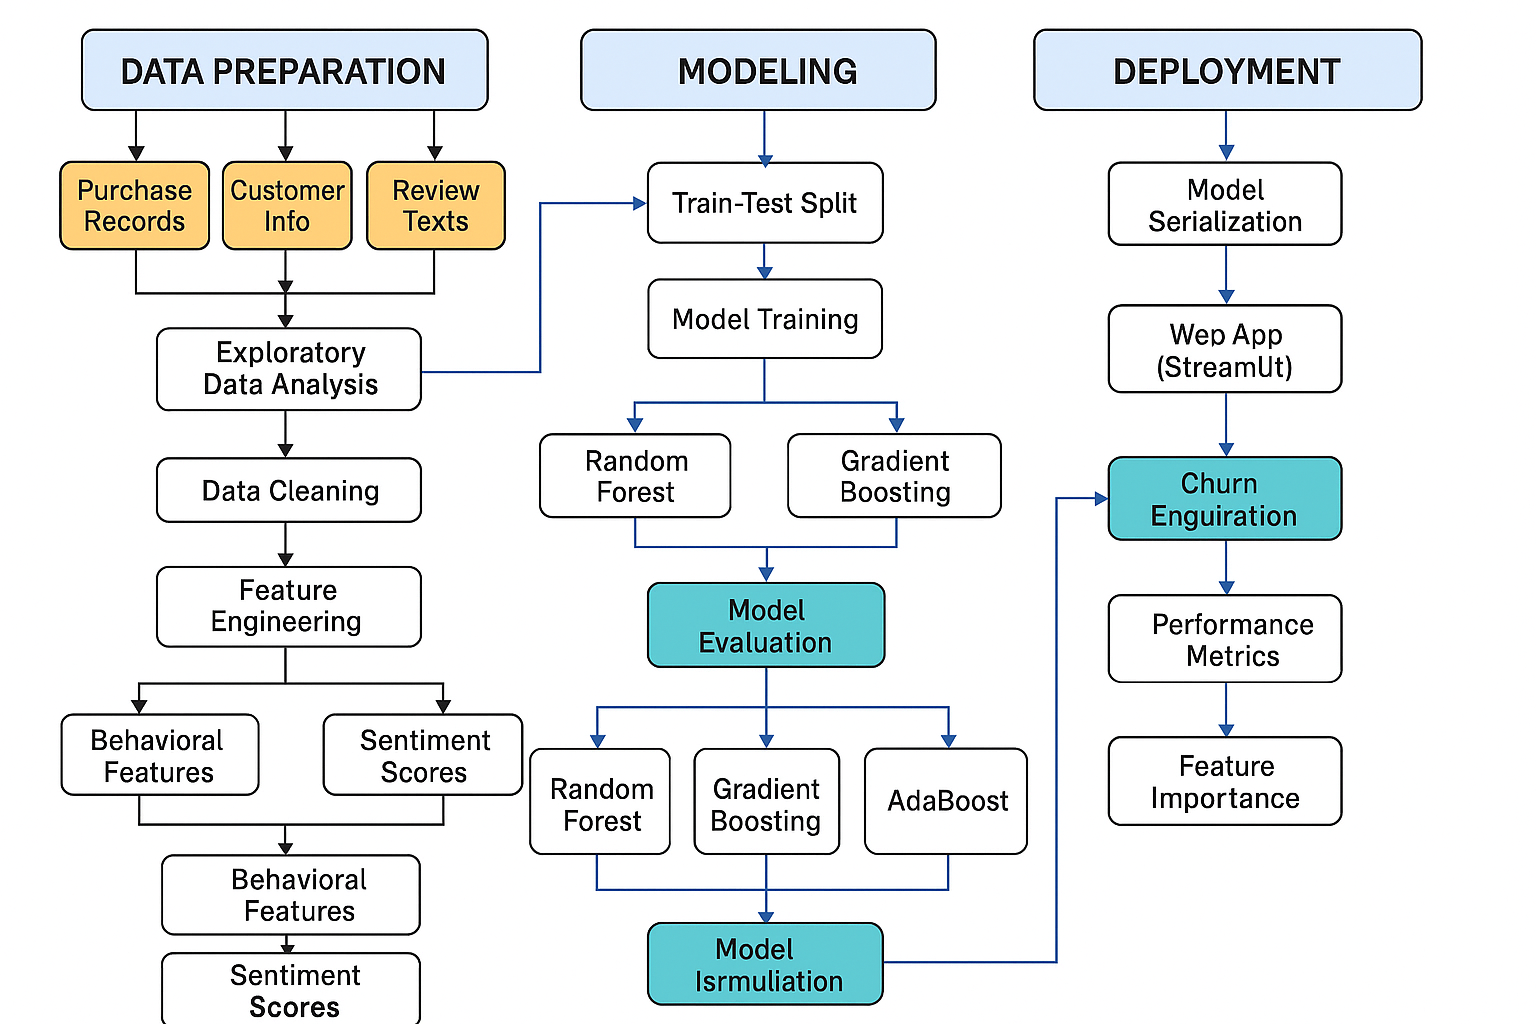 DATA PREPARATION
Purchase
Records
Customer
Info
Review
Texts
Exploratory
Data Analysis
Data Cleaning
Feature
Engineering
Behavioral
Features
Sentiment
Scores
Behavioral
Features
Sentiment
Scores
MODELING
Train-Test Split
Model Training
Random
Forest
Gradient
Boosting
Model
Evaluation
Random
Forest
Gradient
Boosting
AdaBoost
Model
Isrmuliation
DEPLOYMENT
Model
Serialization
Wep App
(StreamUt)
Churn
Enguiration
Performance
Metrics
Feature
Importance